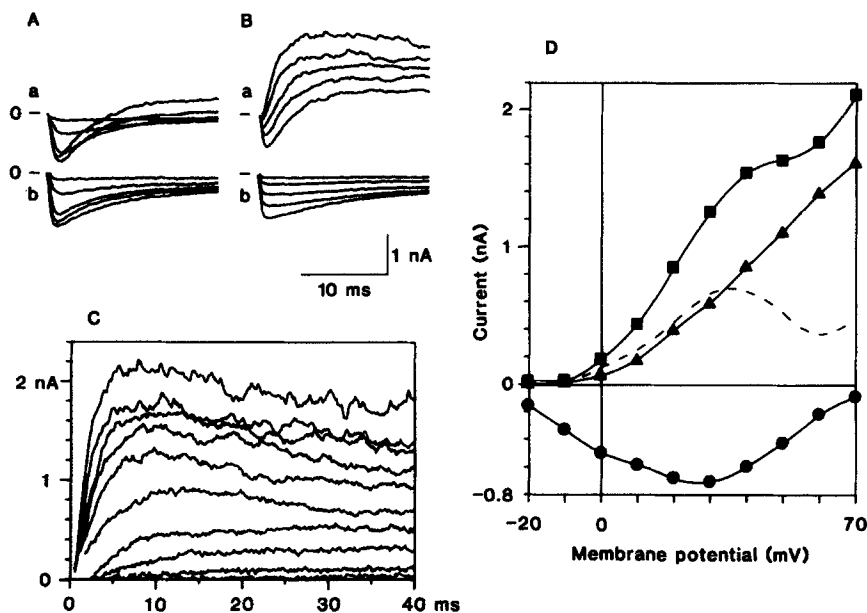 A
B
a
0 –
0 –
b
a
–
–
b
1 nA
10 ms
C
2 nA
1
0
0
10
20
30
40 ms
D
Current (nA)
2
1
0
–0.8
–20
0
70
Membrane potential (mV)